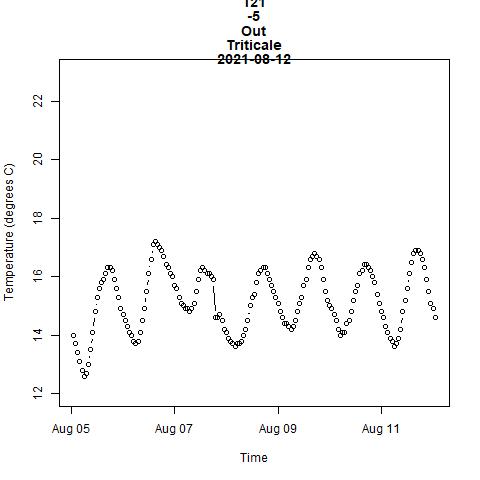 121
-5
Out
Triticale
2021-08-12
Temperature (degrees C)
22
20
18
16
14
12
Aug 05 Aug 07 Aug 09 Aug 11
Time